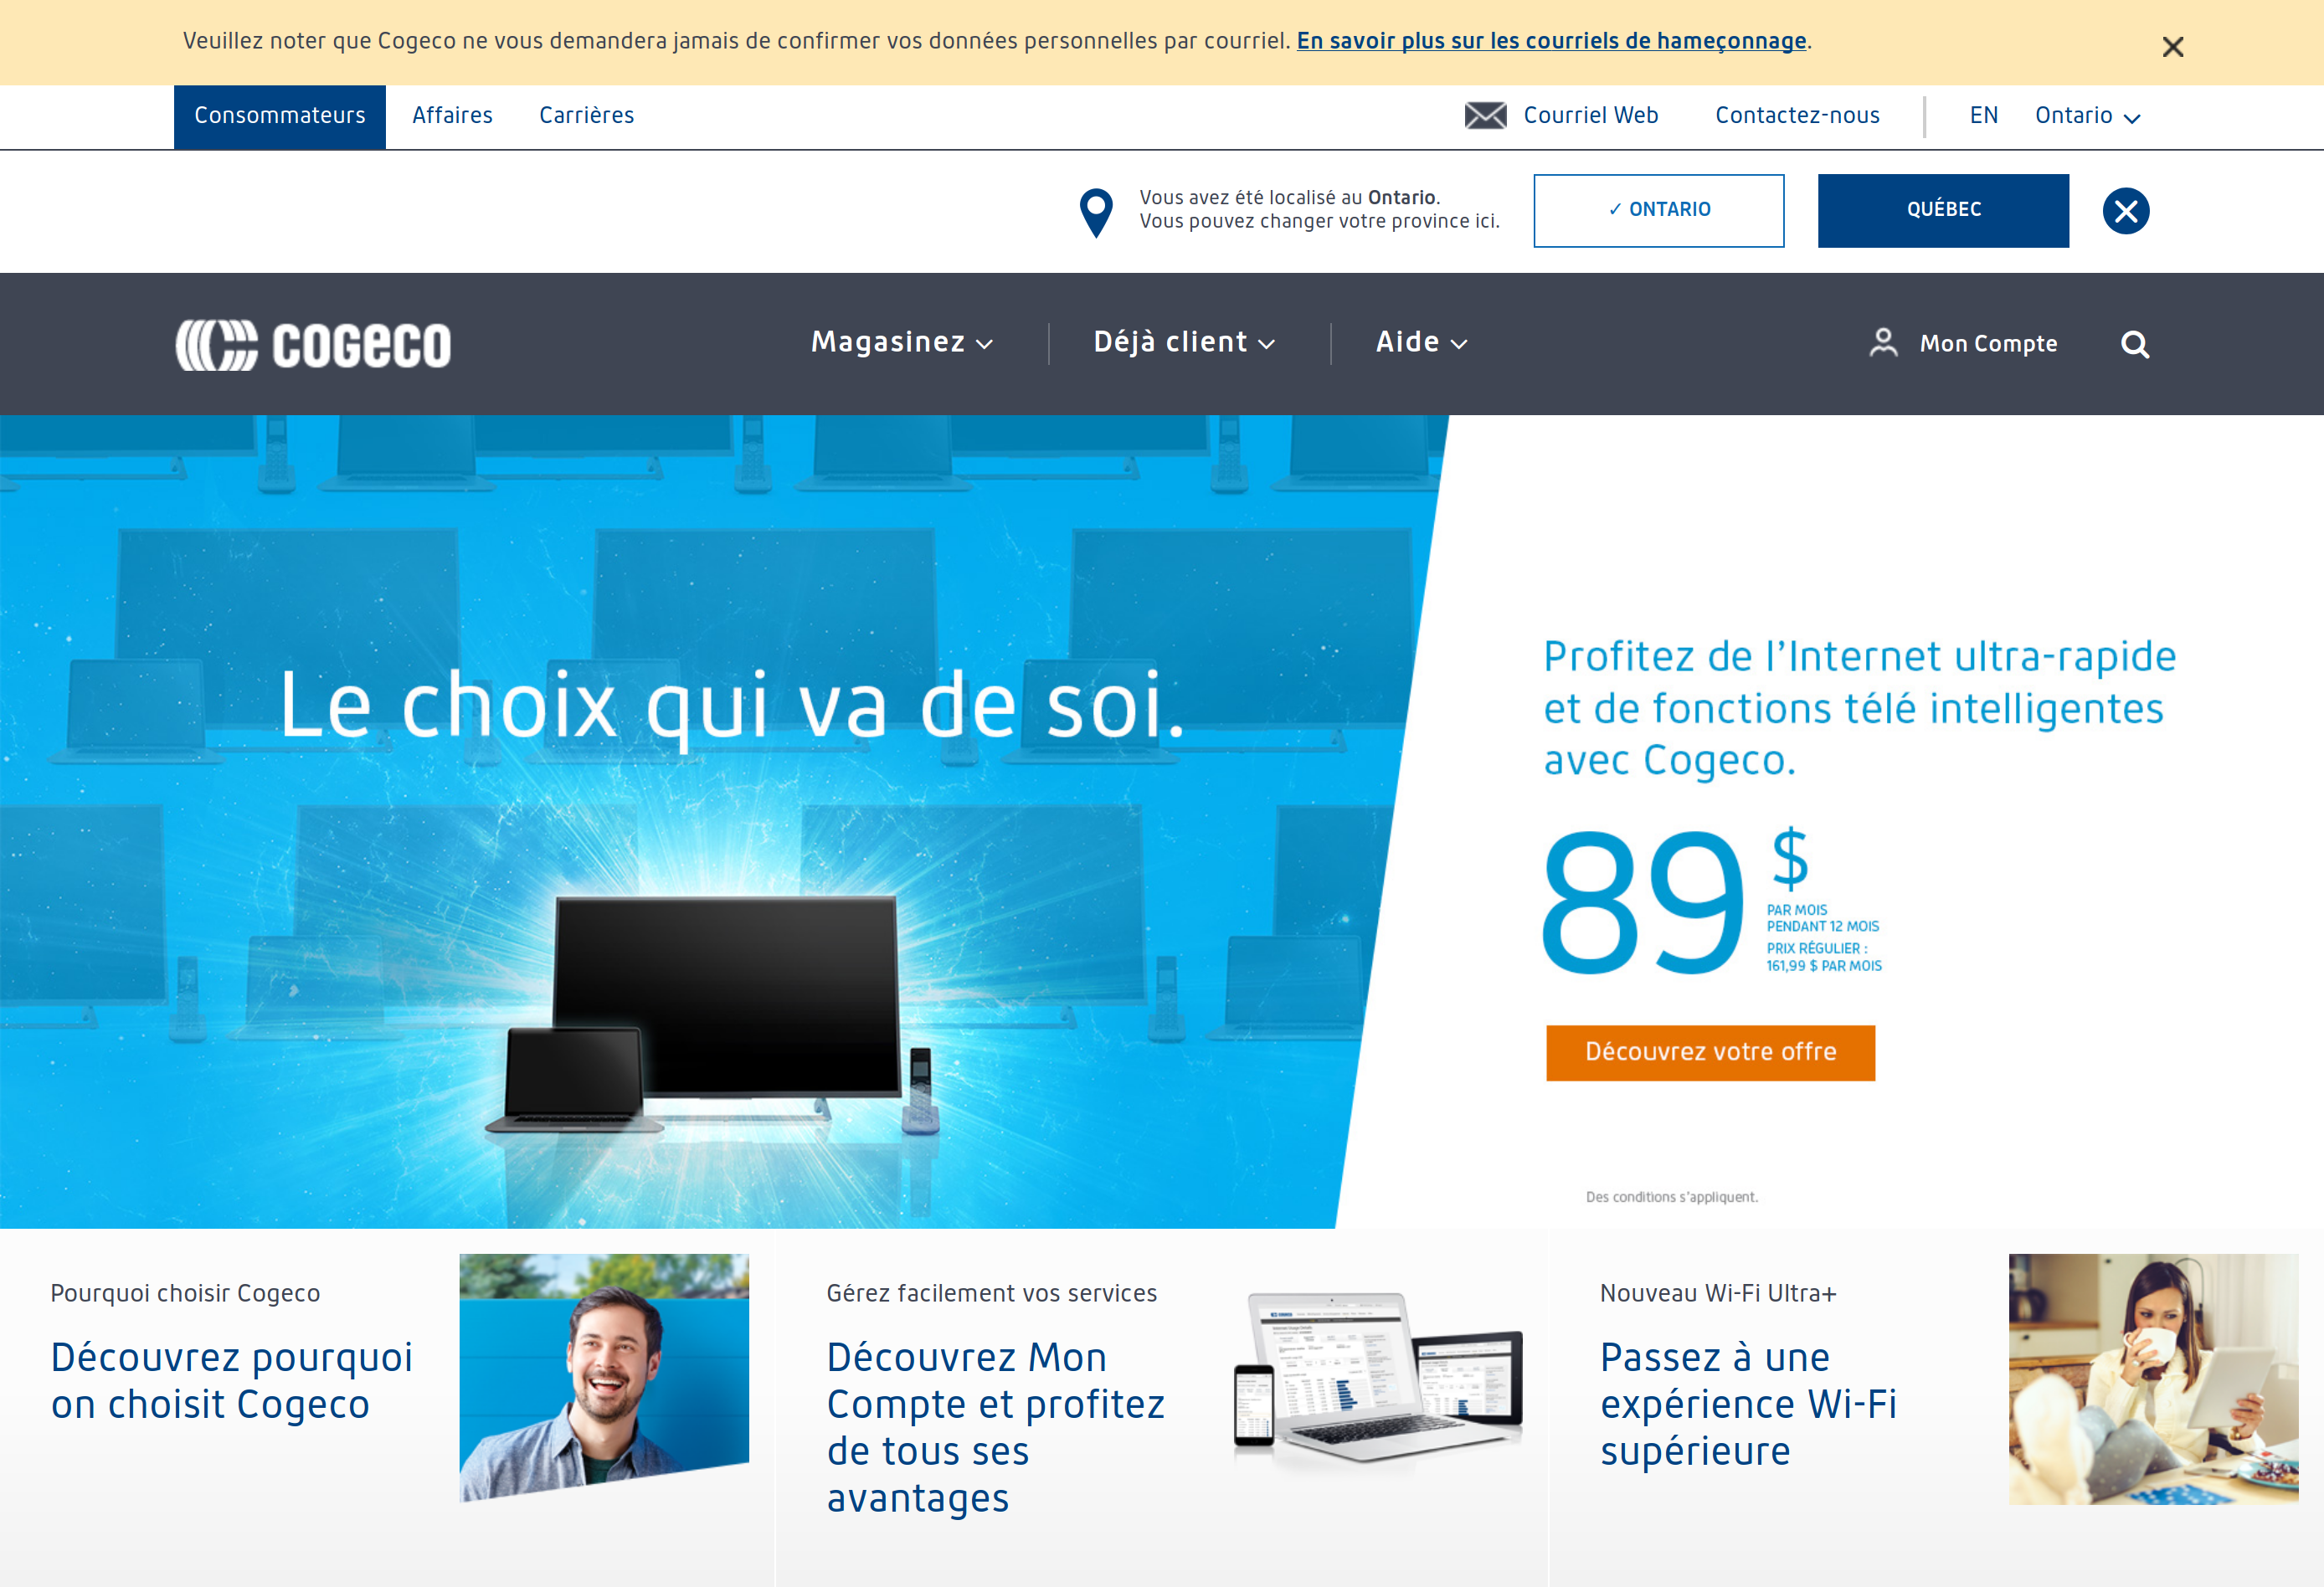 Veuillez noter que Cogeco ne vous demandera jamais de confirmer vos données personnelles par courriel. En savoir plus sur les courriels de hameçonnage.
Consommateurs Affaires Carrières Courriel Web Contactez-nous EN Ontario
Vous avez été localisé au Ontario.
Vous pouvez changer votre province ici.
✓ ONTARIO
QUÉBEC
COGECO
Magasinez Déjà client Aide Mon Compte
Le choix qui va de soi.
Profitez de l'Internet ultra-rapide
et de fonctions télé intelligentes
avec Cogeco.
89 $
PAR MOIS
PENDANT 12 MOIS
PRIX RÉGULIER :
161,99 $ PAR MOIS
Découvrez votre offre
Des conditions s'appliquent.
Pourquoi choisir Cogeco
Découvrez pourquoi
on choisit Cogeco
Gérez facilement vos services
Découvrez Mon
Compte et profitez
de tous ses
avantages
Nouveau Wi-Fi Ultra+
Passez à une
expérience Wi-Fi
supérieure